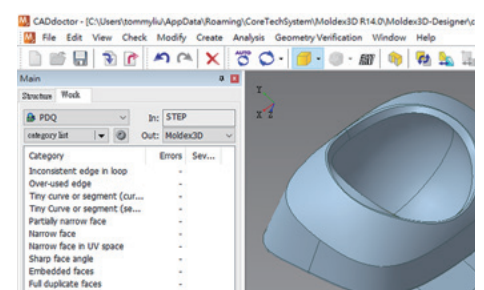 CADdoctor - [C:\Users\tommyliu\AppData\Roaming\CoreTechSystem\Moldex3D R14.0\Moldex3D-Designer\c
File Edit View Check Modify Create Analysis Geometry Verification Window Help
Main
Structure Work
PDQ In: STEP
category list Out: Moldex3D
Category Errors Sev...
Inconsistent edge in loop -
Over-used edge -
Tiny curve or segment (cur... -
Tiny Curve or segment (se... -
Partially narrow face -
Narrow face -
Narrow face in UV space -
Sharp face angle -
Embedded faces -
Full duplicate faces -
Y
X Z